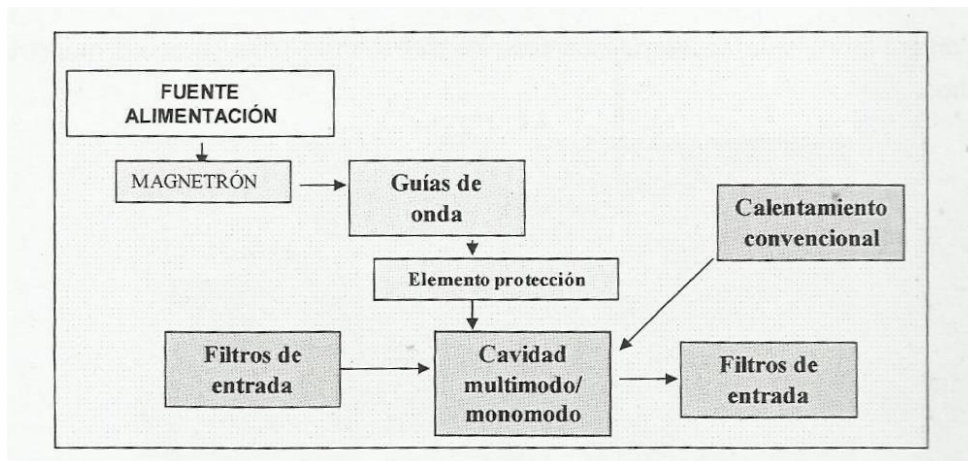 FUENTE
ALIMENTACIÓN
MAGNETRÓN
Guías de
onda
Calentamiento
convencional
Elemento protección
Filtros de
entrada
Cavidad
multimodo/
monomodo
Filtros de
entrada